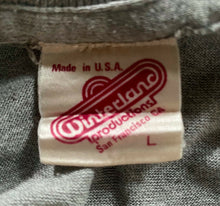 Made in U.S.A.
Winterland
productions
San Francisco CA
L